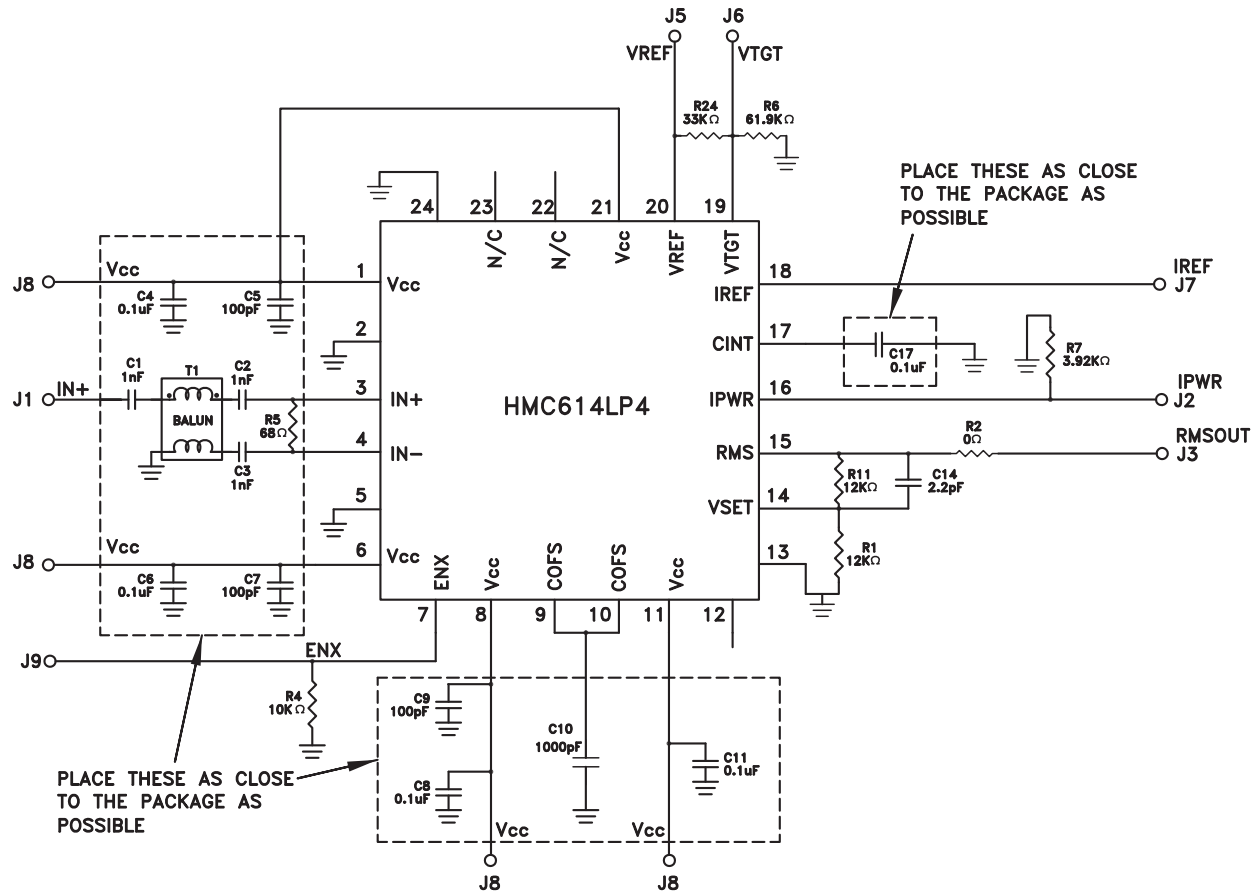 J5
J6
VREF
VTGT
R24
33KΩ
R6
61.9KΩ
PLACE THESE AS CLOSE
TO THE PACKAGE AS
POSSIBLE
24
23
22
21
20
19
N/C
N/C
Vcc
VREF
VTGT
J8
Vcc
1
Vcc
C4
0.1uF
C5
100pF
2
C1
1nF
T1
C2
1nF
J1
IN+
BALUN
R5
68Ω
3
IN+
4
IN-
C3
1nF
5
HMC614LP4
18
IREF
IREF
J7
17
CINT
C17
0.1uF
R7
3.92KΩ
16
IPWR
IPWR
J2
15
RMS
R2
0Ω
RMSOUT
J3
R11
12KΩ
C14
2.2pF
14
VSET
R1
12KΩ
13
J8
Vcc
6
Vcc
C6
0.1uF
C7
100pF
ENX
Vcc
COFS
COFS
Vcc
7
8
9
10
11
12
J9
ENX
R4
10KΩ
C9
100pF
C10
1000pF
C11
0.1uF
C8
0.1uF
PLACE THESE AS CLOSE
TO THE PACKAGE AS
POSSIBLE
Vcc
Vcc
J8
J8